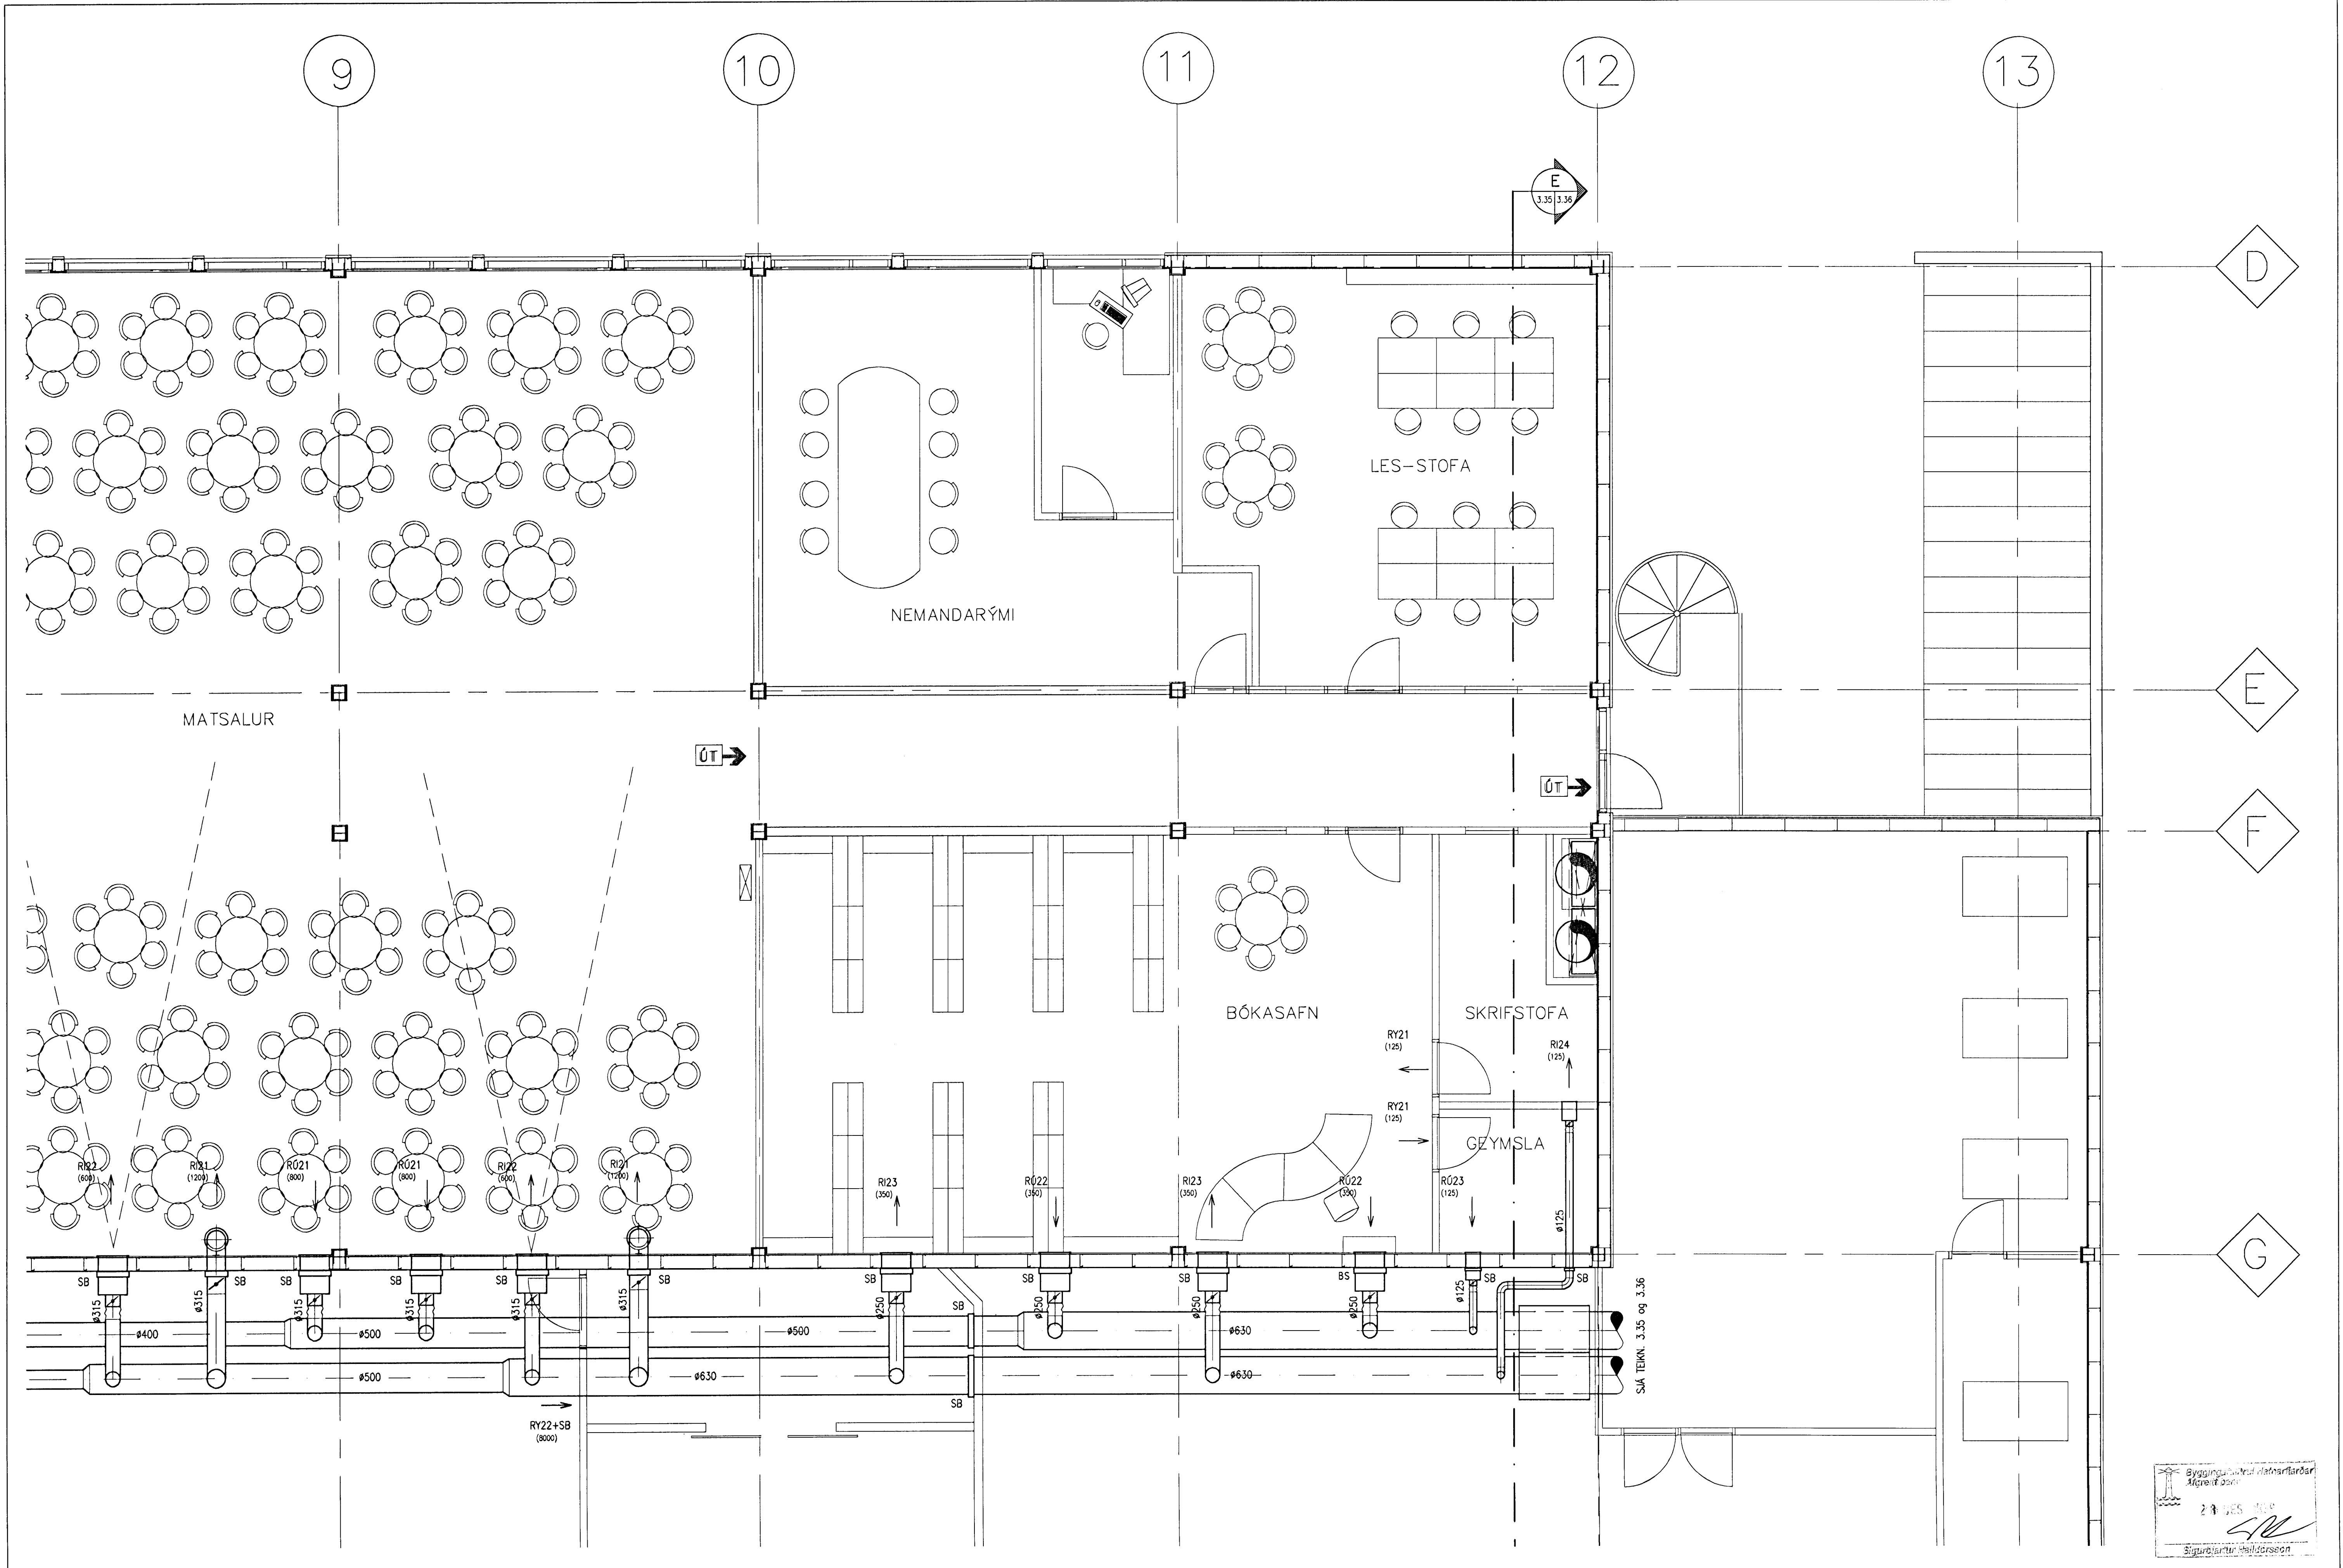 9
10
11
12
13
E
3.35 3.36
D
LES-STOFA
NEMANDARÝMI
E
MATSALUR
ÚT
ÚT
F
BÓKASAFN
SKRIFSTOFA
RY21
(125)
RI24
(125)
RY21
(125)
GEYMSLA
RI22
(600)
RI21
(1200)
RÚ21
(800)
RÚ21
(800)
RI22
(600)
RI21
(1200)
RI23
(350)
RÚ22
(350)
RI23
(350)
RÚ22
(350)
RÚ23
(125)
ø125
G
SB
SB
SB
SB
SB
SB
SB
SB
SB
BS
SB
SB
ø315
ø315
ø315
ø315
ø315
ø315
ø250
ø250
ø250
ø250
ø125
SB
ø400
ø500
ø500
ø630
ø500
ø630
ø630
SB
SJÁ TEIKN. 3.35 og 3.36
RY22+SB
(8000)
Hafnarfjarðar
Sigurbjartur Halldórsson